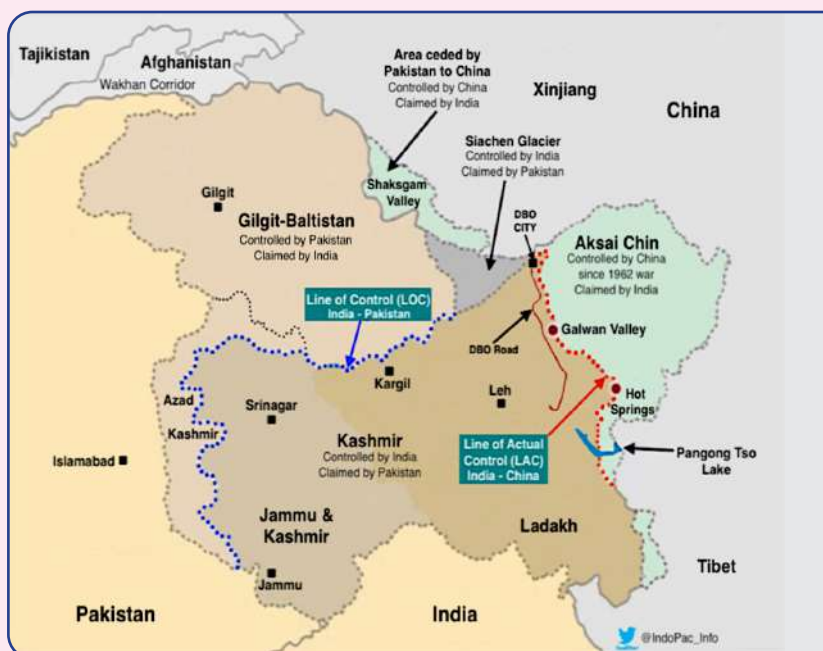 Tajikistan
Afghanistan
Wakhan Corridor
Area ceded by
Pakistan to China
Controlled by China
Claimed by India
Xinjiang
China
Siachen Glacier
Controlled by India
Claimed by Pakistan
Shaksgam
Valley
Gilgit
Gilgit-Baltistan
Controlled by Pakistan
Claimed by India
DBO
CITY
Aksai Chin
Controlled by China
since 1962 war
Claimed by India
Line of Control (LOC)
India - Pakistan
Galwan Valley
DBO Road
Kargil
Leh
Hot
Springs
Azad
Kashmir
Srinagar
Islamabad
Kashmir
Controlled by India
Claimed by Pakistan
Line of Actual
Control (LAC)
India - China
Pangong Tso
Lake
Jammu &
Kashmir
Ladakh
Jammu
Tibet
Pakistan
India
@IndoPac_Info